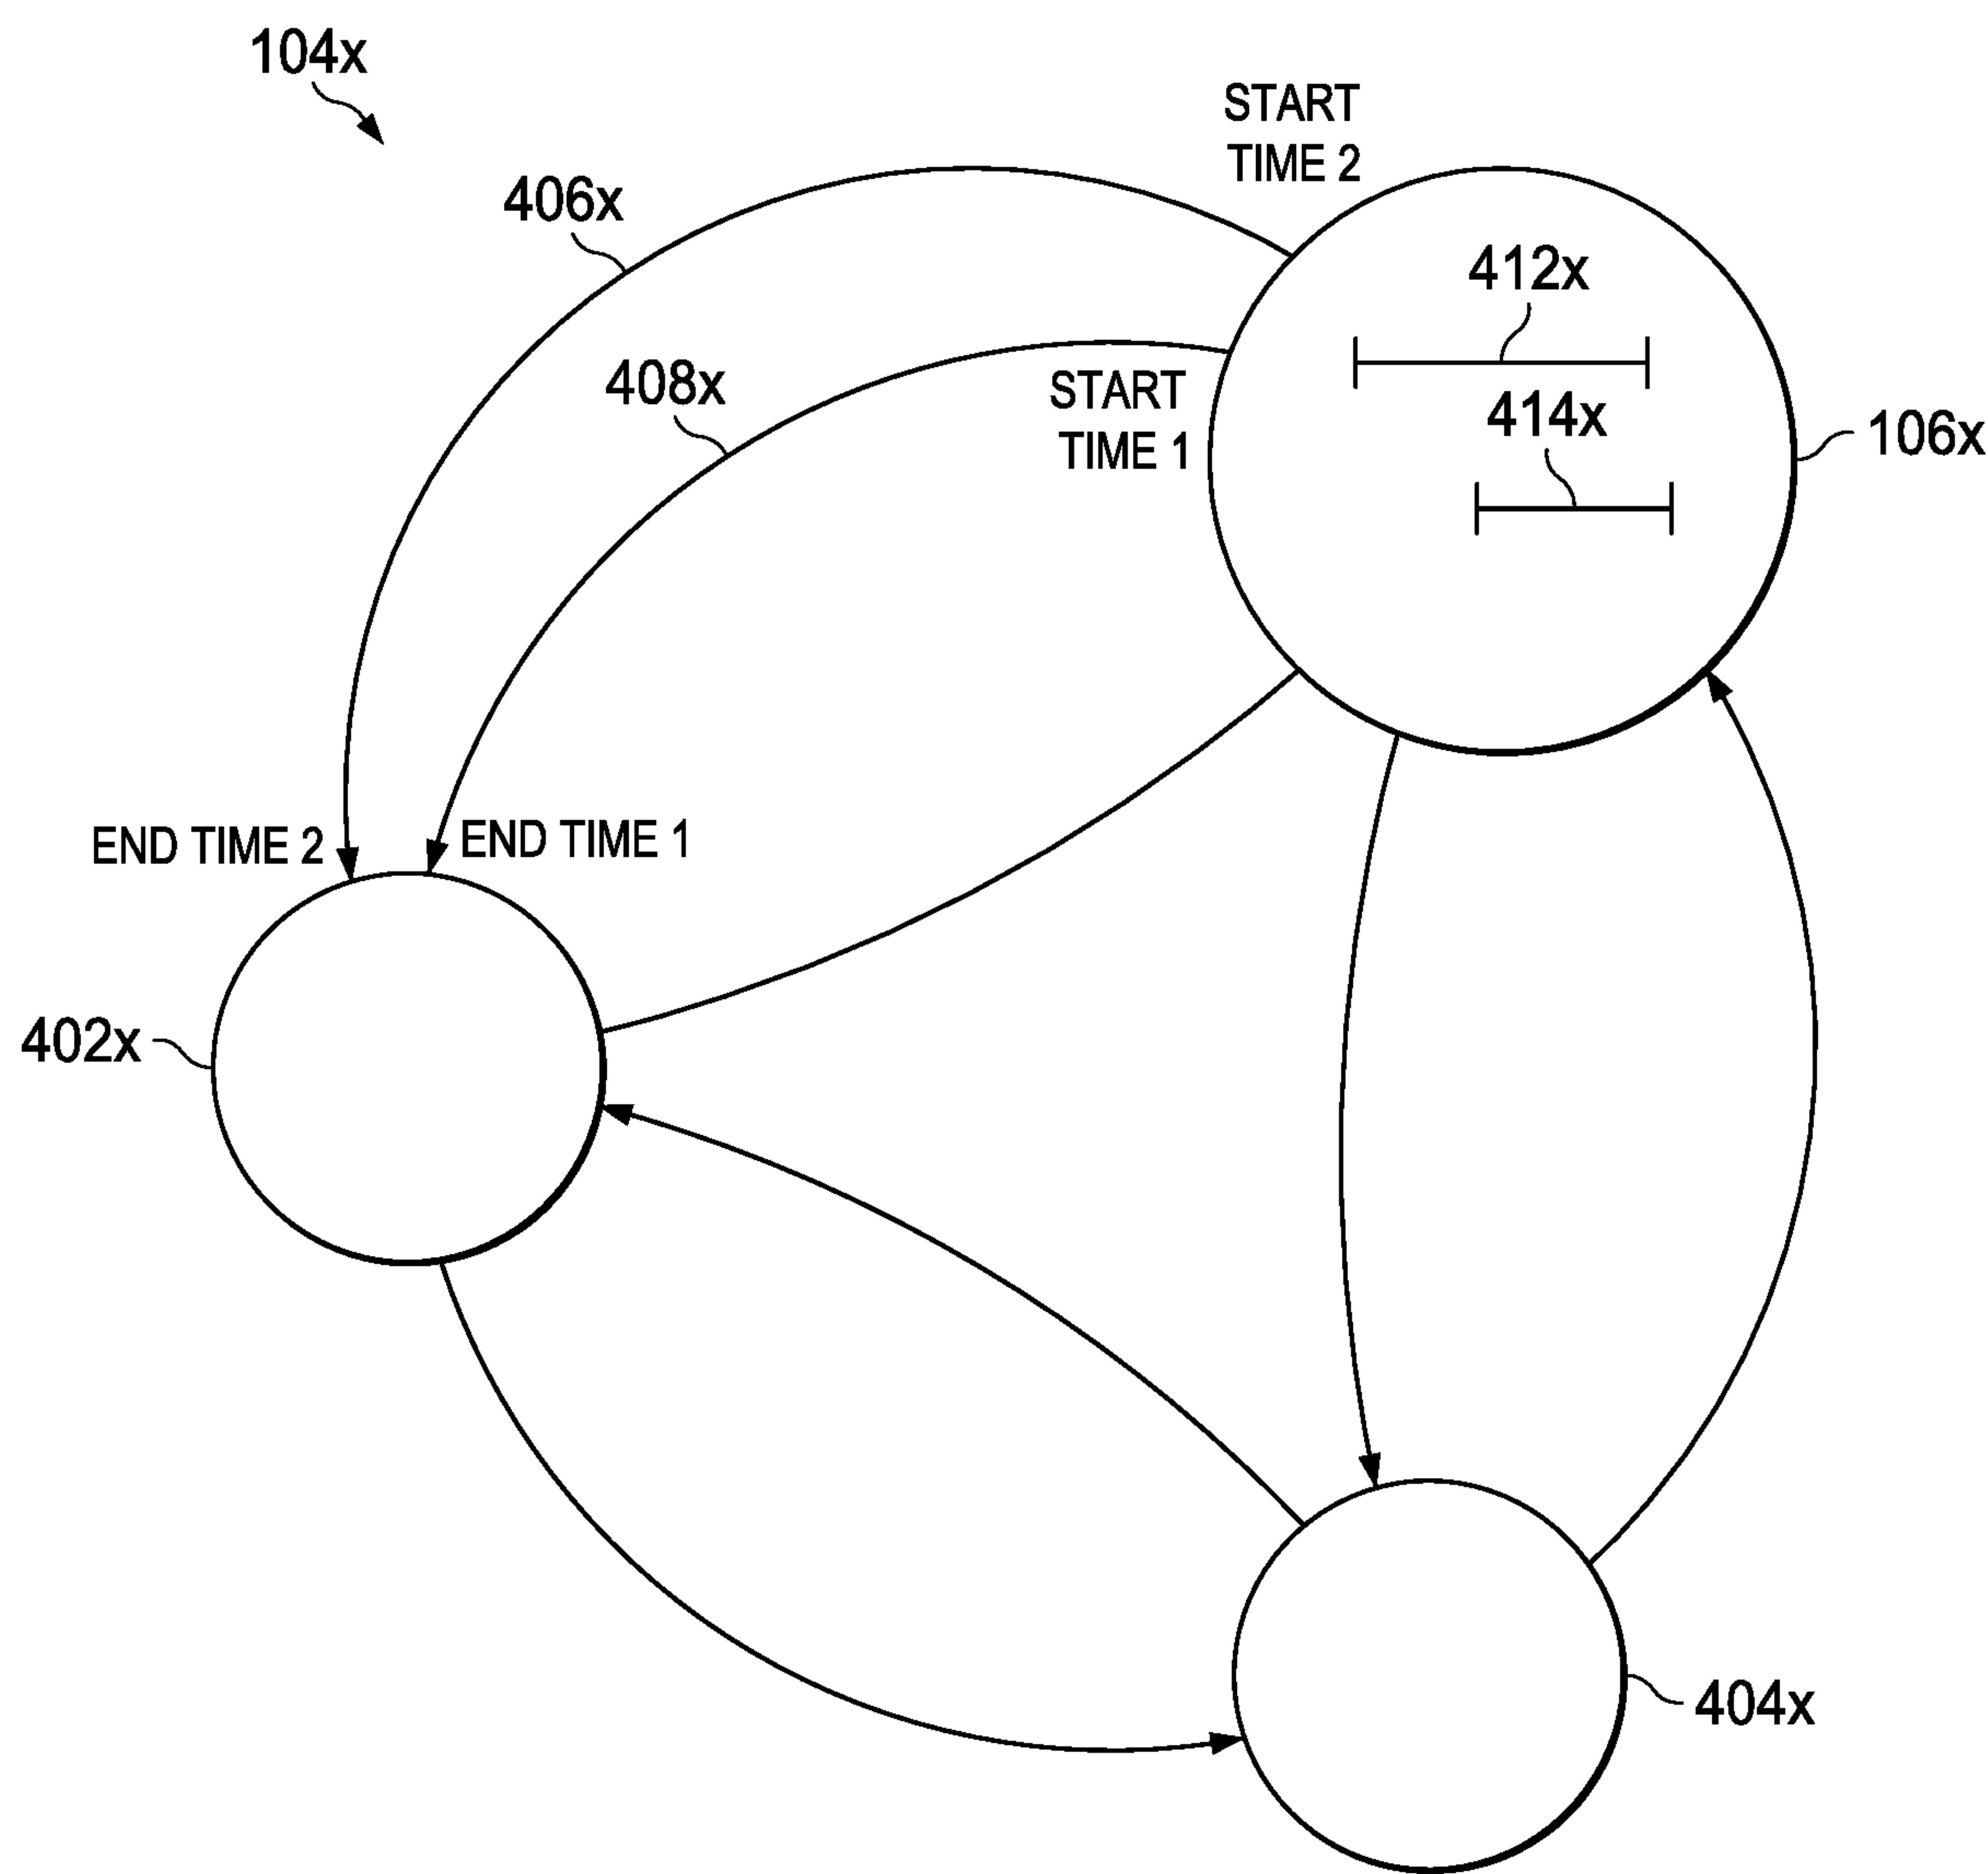 104x
START
TIME 2
406x
412x
408x
START
TIME 1
414x
106x
END TIME 2
END TIME 1
402x
404x